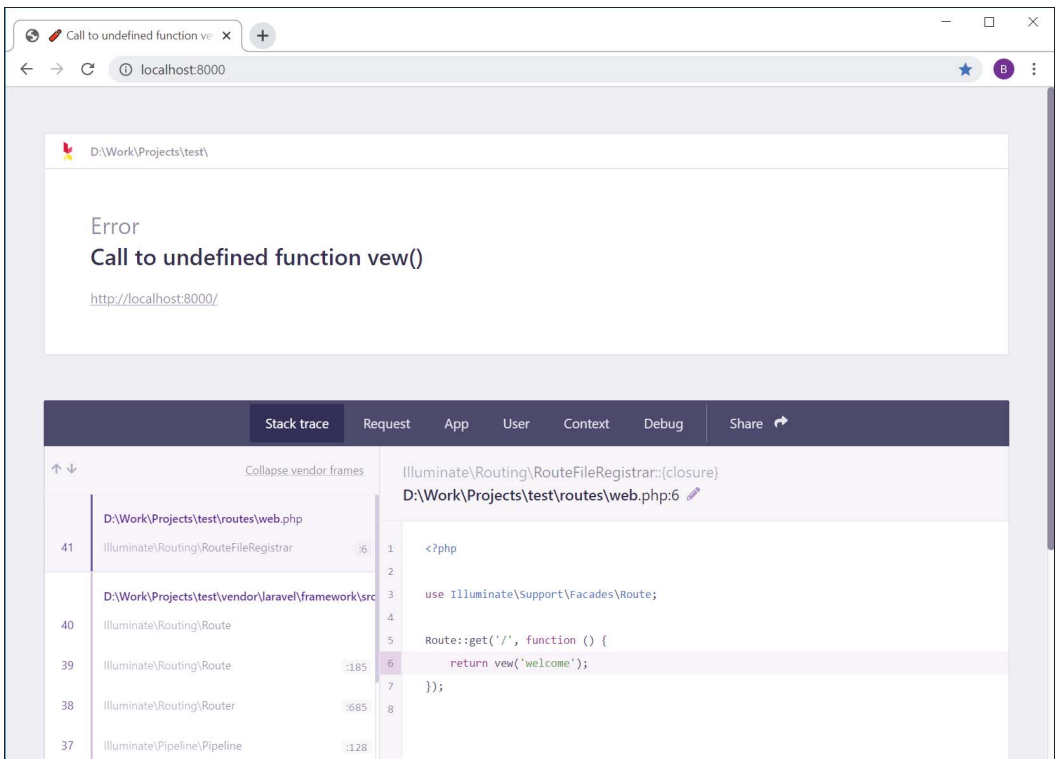 Call to undefined function ve
localhost:8000
B
D:\Work\Projects\test\
Error
Call to undefined function vew()
http://localhost:8000/
Stack trace Request App User Context Debug Share
Collapse vendor frames
D:\Work\Projects\test\routes\web.php
41 Illuminate\Routing\RouteFileRegistrar :6
D:\Work\Projects\test\vendor\laravel\framework\src
40 Illuminate\Routing\Route
39 Illuminate\Routing\Route :185
38 Illuminate\Routing\Router :685
37 Illuminate\Pipeline\Pipeline :128
Illuminate\Routing\RouteFileRegistrar::{closure}
D:\Work\Projects\test\routes\web.php:6
1 <?php
2
3 use Illuminate\Support\Facades\Route;
4
5 Route::get('/', function () {
6 return vew('welcome');
7 });
8